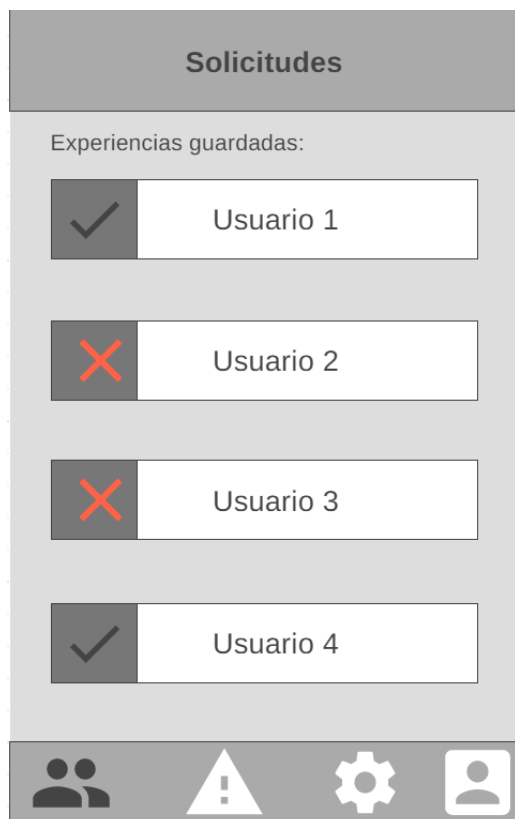 Solicitudes
Experiencias guardadas:
Usuario 1
Usuario 2
Usuario 3
Usuario 4